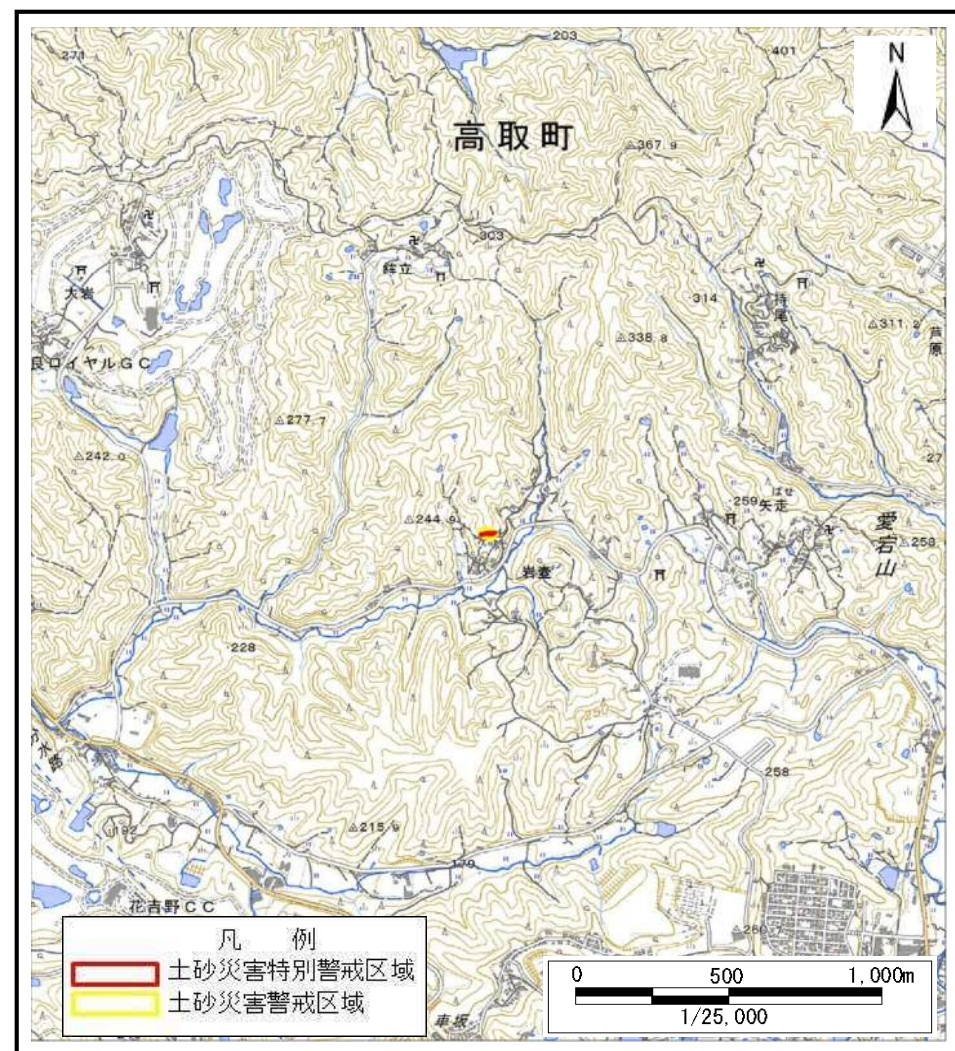 203
271
401
N
高取町
△367.9
303
鉾立
大岩
314
持尾
△311.2
芦原
△338.8
良ロイヤルGC
△277.7
△242.0
27
はせ
259
矢走
△244.9
愛宕山
△253
岩壺
228
258
△215.9
192
179
花吉野CC
車坂
凡 例
土砂災害特別警戒区域
土砂災害警戒区域
0 500 1,000m
1/25,000